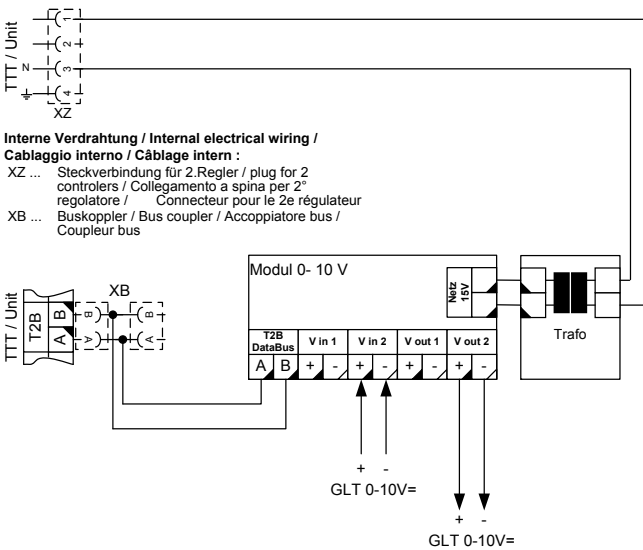 TTT / Unit
1
2
N 3
4
XZ
Interne Verdrahtung / Internal electrical wiring /
Cablaggio interno / Câblage intern :
XZ ... Steckverbindung für 2.Regler / plug for 2
controlers / Collegamento a spina per 2°
regolatore / Connecteur pour le 2e régulateur
XB ... Buskoppler / Bus coupler / Accoppiatore bus /
Coupleur bus
TTT / Unit
T2B
B
A
XB
B B
A A
Modul 0- 10 V
Netz
15V
Trafo
T2B
DataBus
V in 1 V in 2 V out 1 V out 2
A B + - + - + - + -
+ -
GLT 0-10V=
+ -
GLT 0-10V=